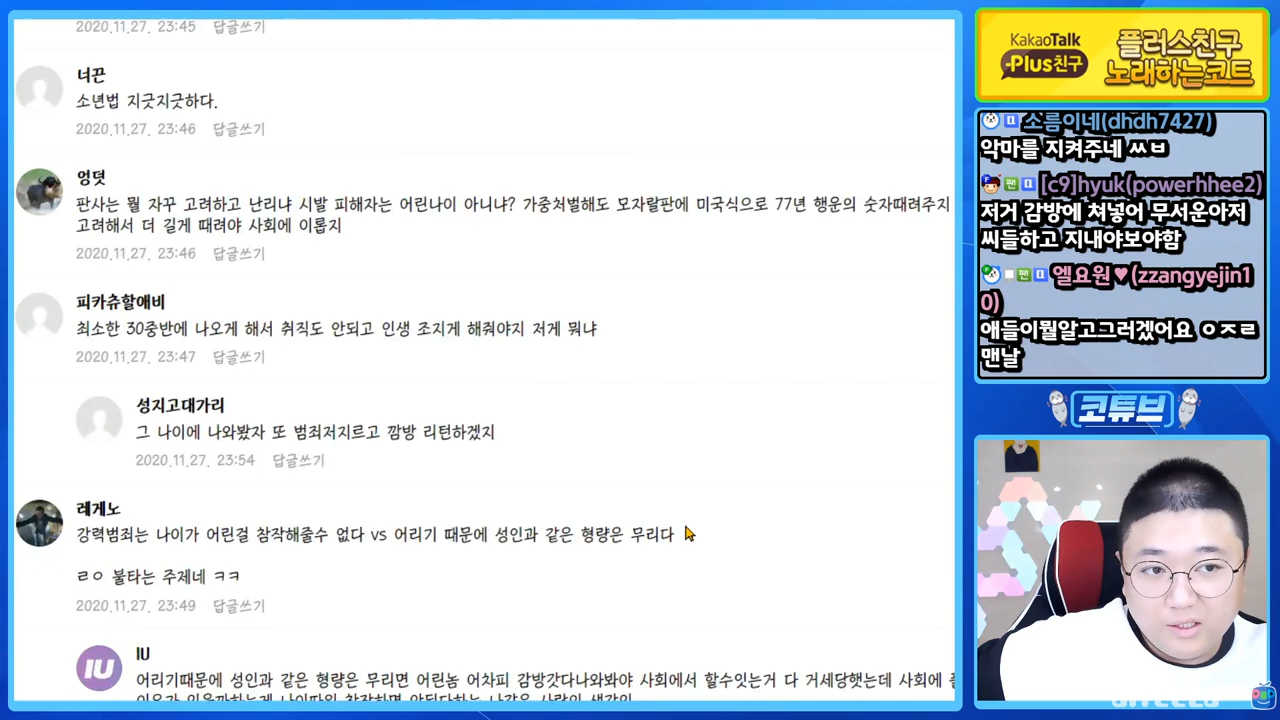 2020.11.27. 23:45 답글쓰기
너끈
소년법 지긋지긋하다.
2020.11.27. 23:46 답글쓰기
엉뎟
판사는 뭘 자꾸 고려하고 난리냐 시발 피해자는 어린나이 아니냐? 가중처벌해도 모자랄판에 미국식으로 77년 행운의 숫자때려주지
고려해서 더 길게 때려야 사회에 이롭지
2020.11.27. 23:46 답글쓰기
피카츄할애비
최소한 30중반에 나오게 해서 취직도 안되고 인생 조지게 해줘야지 저게 뭐냐
2020.11.27. 23:47 답글쓰기
성지고대가리
그 나이에 나와봤자 또 범죄저지르고 깜방 리턴하겠지
2020.11.27. 23:54 답글쓰기
레게노
강력범죄는 나이가 어린걸 참작해줄수 없다 vs 어리기 때문에 성인과 같은 형량은 무리다
ㄹㅇ 불타는 주제네 ㅋㅋ
2020.11.27. 23:49 답글쓰기
IU
IU
어리기때문에 성인과 같은 형량은 무리면 어린놈 어차피 감방갓다나와봐야 사회에서 할수잇는거 다 거세당했는데 사회에
KakaoTalk
Plus친구
플러스친구
노래하는코트
소름이네(dhdh7427)
악마를 지켜주네 ㅆㅂ
팬 [c9]hyuk(powerhhee2)
저거 감방에 쳐넣어 무서운아저
씨들하고 지내야보야함
팬 엘요원♥(zzangyejin1
0)
애들이뭘알고그러겠어요 ㅇㅈㄹ
맨날
코튜브